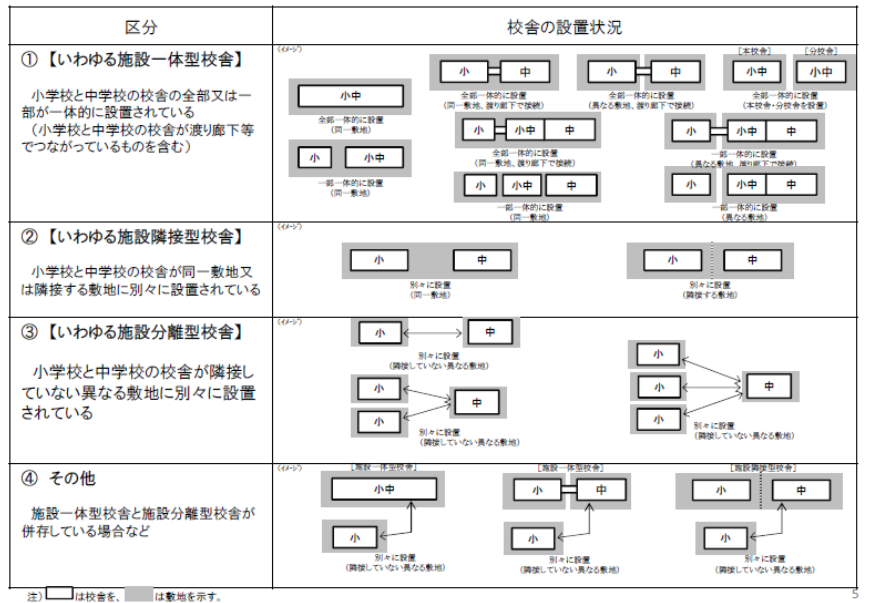 区分
校舎の設置状況
① 【いわゆる施設一体型校舎】
小学校と中学校の校舎の全部又は一
部が一体的に設置されている
（小学校と中学校の校舎が渡り廊下等
でつながっているものを含む）
(イメージ)
小中
全部一体的に設置
(同一敷地)
小 中
全部一体的に設置
(同一敷地、渡り廊下で接続)
小 中
全部一体的に設置
(異なる敷地、渡り廊下で接続)
[本校舎] [分校舎]
小中 小中
全部一体的に設置
(本校舎・分校舎を設置)
小 小中
一部一体的に設置
(同一敷地)
小 小中 中
全部一体的に設置
(同一敷地、渡り廊下で接続)
小 小中 中
一部一体的に設置
(異なる敷地、渡り廊下で接続)
小 小中 中
一部一体的に設置
(同一敷地)
小 小中 中
一部一体的に設置
(異なる敷地)
② 【いわゆる施設隣接型校舎】
小学校と中学校の校舎が同一敷地又
は隣接する敷地に別々に設置されている
(イメージ)
小 中
別々に設置
(同一敷地)
小 中
別々に設置
(隣接する敷地)
③ 【いわゆる施設分離型校舎】
小学校と中学校の校舎が隣接し
ていない異なる敷地に別々に設置
されている
(イメージ)
小 中
別々に設置
(隣接していない異なる敷地)
小
小
中
別々に設置
(隣接していない異なる敷地)
小
小
小
中
別々に設置
(隣接していない異なる敷地)
④ その他
施設一体型校舎と施設分離型校舎が
併存している場合など
(イメージ)
[施設一体型校舎]
小中
小
別々に設置
(隣接していない異なる敷地)
[施設一体型校舎]
小 中
小
別々に設置
(隣接していない異なる敷地)
[施設隣接型校舎]
小 中
小
別々に設置
(隣接していない異なる敷地)
注) は校舎を、 は敷地を示す。
5